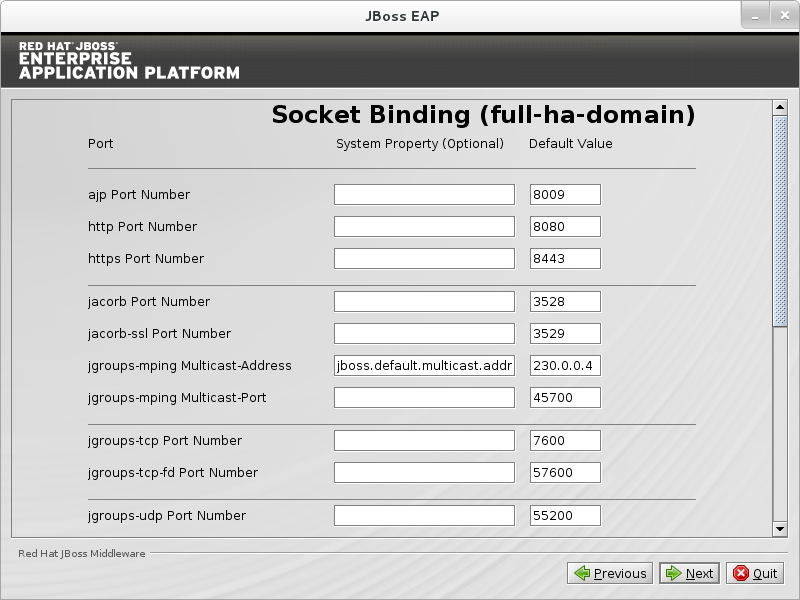 JBoss EAP
RED HAT JBOSS
ENTERPRISE
APPLICATION PLATFORM
Socket Binding (full-ha-domain)
Port System Property (Optional) Default Value
ajp Port Number 8009
http Port Number 8080
https Port Number 8443
jacorb Port Number 3528
jacorb-ssl Port Number 3529
jgroups-mping Multicast-Address jboss.default.multicast.addr 230.0.0.4
jgroups-mping Multicast-Port 45700
jgroups-tcp Port Number 7600
jgroups-tcp-fd Port Number 57600
jgroups-udp Port Number 55200
Red Hat JBoss Middleware
Previous Next Quit